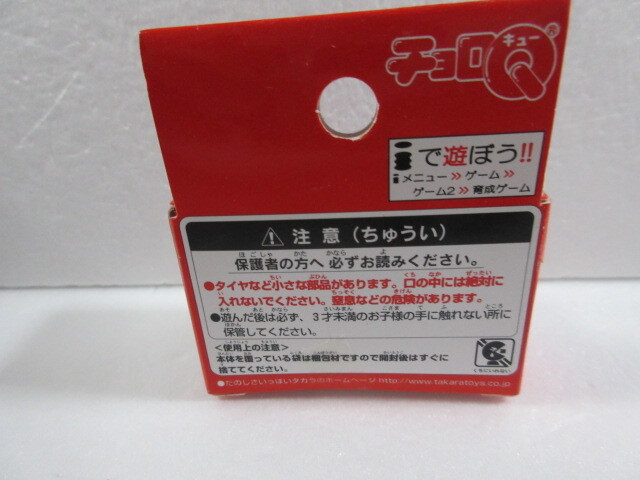 チョロQ キュー
iで遊ぼう!!
iメニュー≫ゲーム≫
ゲーム2≫育成ゲーム
⚠ 注意(ちゅうい)
保護者の方へ 必ずお読みください。
●タイヤなど小さな部品があります。口の中には絶対に
入れないでください。窒息などの危険があります。
●遊んだ後は必ず、3才未満のお子様の手に触れない所に
保管してください。
<使用上の注意>
本体を覆っている袋は梱包材ですので開封後はすぐに
捨ててください。
くちにいれない
●たのしさいっぱいタカラのホームページ http://www.takaratoys.co.jp